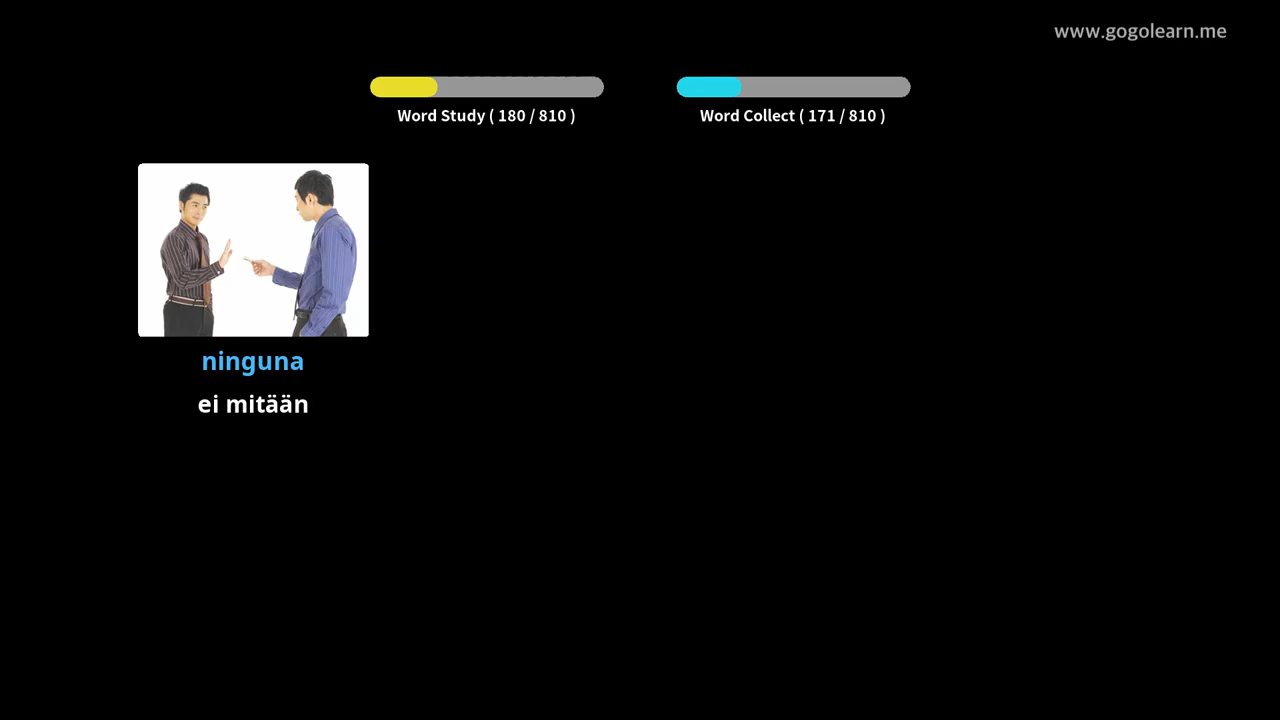 www.gogolearn.me
Word Study ( 180 / 810 )
Word Collect ( 171 / 810 )
ninguna
ei mitään